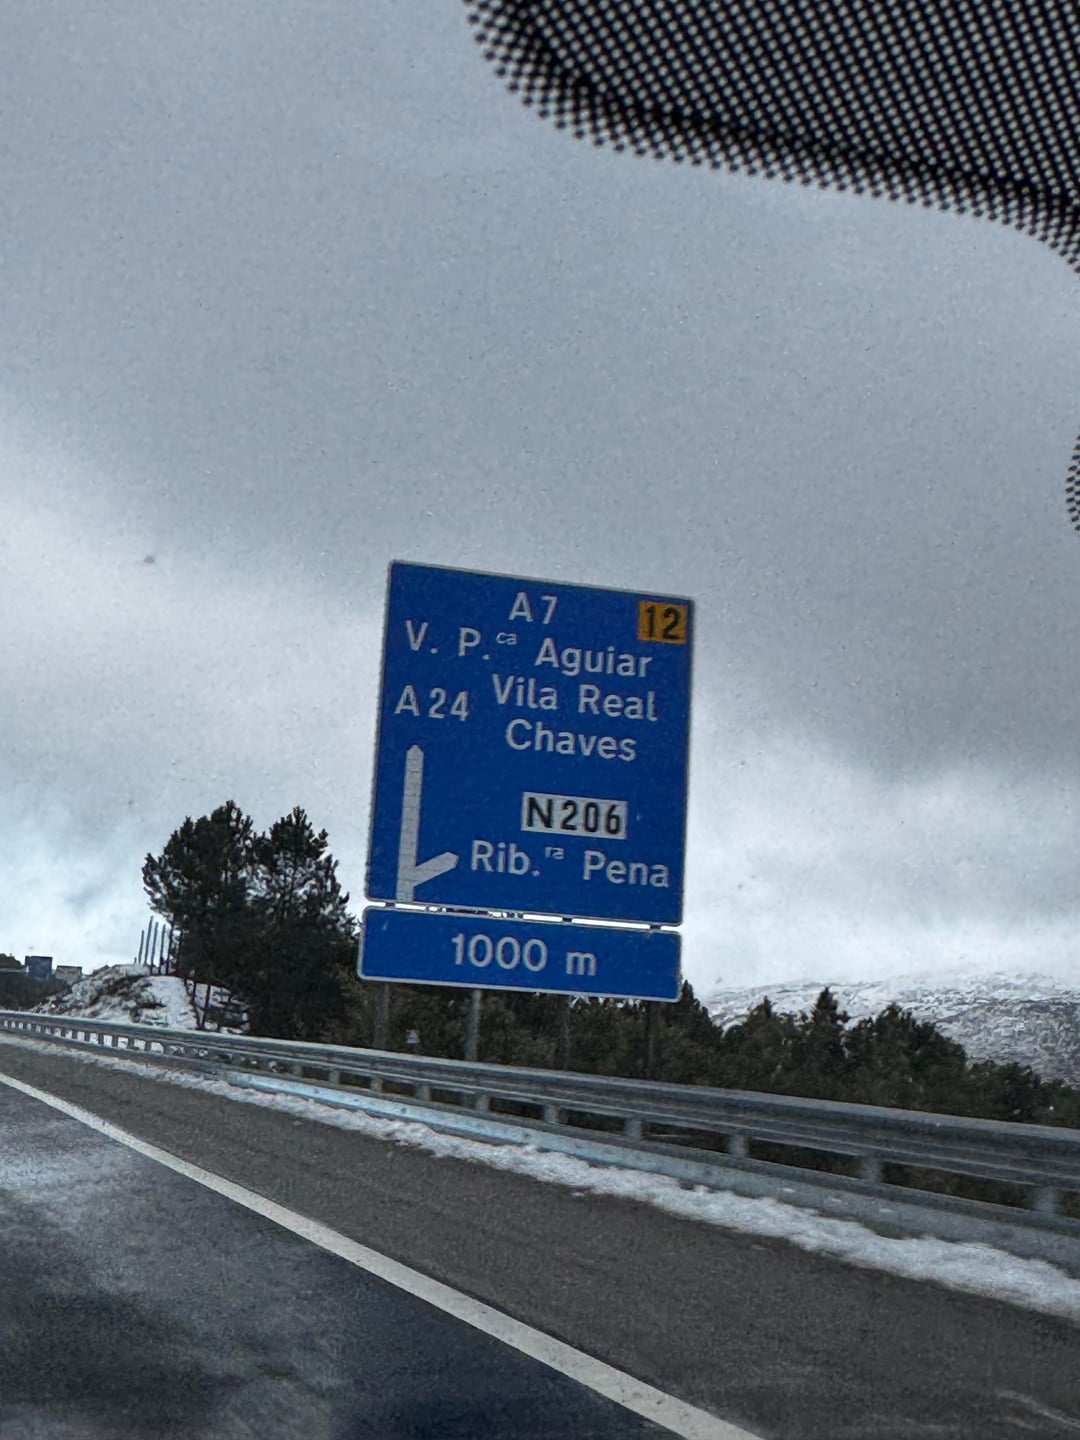 A7 12
V. P.ca Aguiar
A24 Vila Real
Chaves
N206
Rib.ra Pena
1000 m